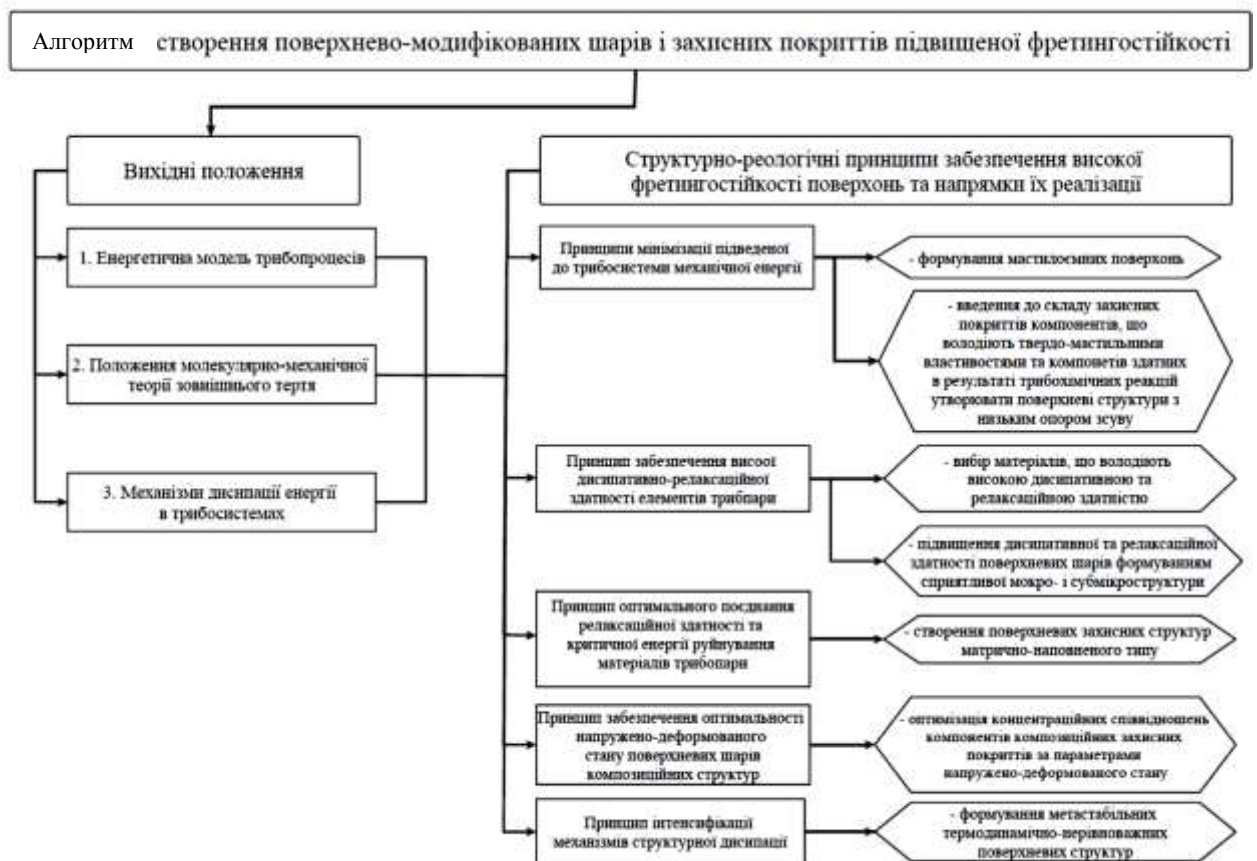 Алгоритм створення поверхнево-модифікованих шарів і захисних покриттів підвищеної фретингостійкості
Вихідні положення
1. Енергетична модель трибопроцесів
2. Положення молекулярно-механічної
теорії зовнішнього тертя
3. Механізми дисипації енергії
в трибосистемах
Структурно-реологічні принципи забезпечення високої
фретингостійкості поверхонь та напрямки їх реалізації
Принципи мінімізації підведеної
до трибосистеми механічної енергії
- формування мастилоємних поверхонь
- введення до складу захисних
покриттів компонентів, що
володіють твердо-мастильними
властивостями та компонетів здатних
в результаті трибохімічних реакцій
утворювати поверхневі структури з
низьким опором зсуву
Принцип забезпечення висоої
дисипативно-релаксаційної
здатності елементів трибпари
- вибір матеріалів, що володіють
високою дисипативною та
релаксаційною здатністю
- підвищення дисипативної та релаксаційної
здатності поверхневих шарів формуванням
сприятливої мокро- і субмікроструктури
Принцип оптимального поєднання
релаксаційної здатності та
критичної енергії руйнування
матеріалів трибопари
- створення поверхневих захисних структур
матрично-наповненого типу
Принцип забезпечення оптимальності
напружено-деформованого
стану поверхневих шарів
композиційних структур
- оптимізація концентраційних співвідношень
компонентів композиційних захисних
покриттів за параметрами
напружено-деформованого стану
Принцип інтенсифікації
механізмів структурної дисипації
- формування метастабільних
термодинамічно-нерівноважних
поверхневих структур